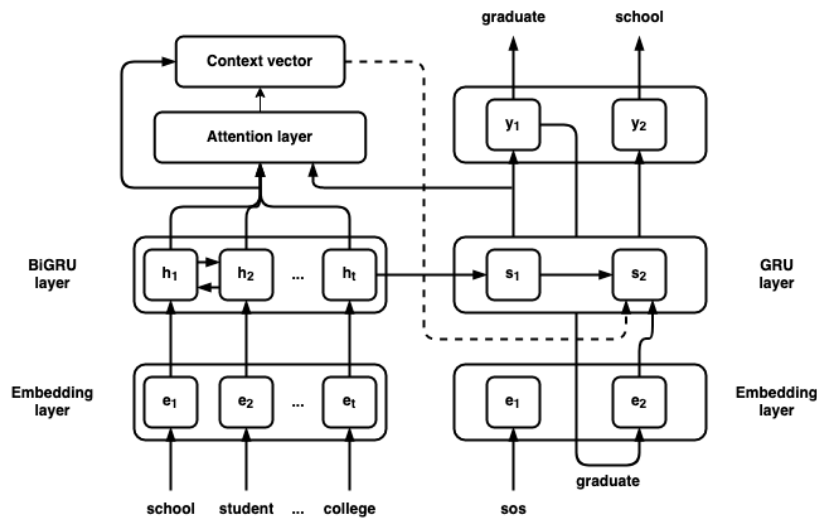 graduate school
Context vector
Attention layer
y1 y2
BiGRU
layer
h1 h2 ... ht
s1 s2
GRU
layer
Embedding
layer
e1 e2 ... et
e1 e2
Embedding
layer
graduate
school student ... college
sos